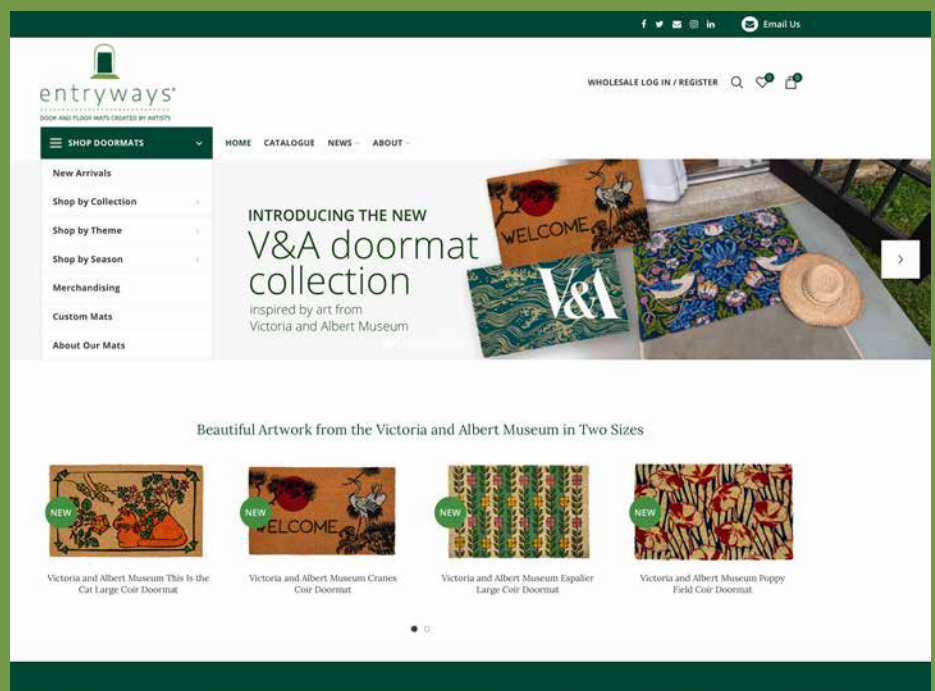 Email Us
entryways®
DOOR AND FLOOR MATS CREATED BY ARTISTS
WHOLESALE LOG IN / REGISTER
0
0
SHOP DOORMATS
HOME CATALOGUE NEWS ABOUT
New Arrivals
Shop by Collection
Shop by Theme
Shop by Season
Merchandising
Custom Mats
About Our Mats
INTRODUCING THE NEW
V&A doormat
collection
inspired by art from
Victoria and Albert Museum
WELCOME
V&A
Beautiful Artwork from the Victoria and Albert Museum in Two Sizes
NEW
NEW
WELCOME
NEW
NEW
Victoria and Albert Museum This Is the
Cat Large Coir Doormat
Victoria and Albert Museum Cranes
Coir Doormat
Victoria and Albert Museum Espalier
Large Coir Doormat
Victoria and Albert Museum Poppy
Field Coir Doormat